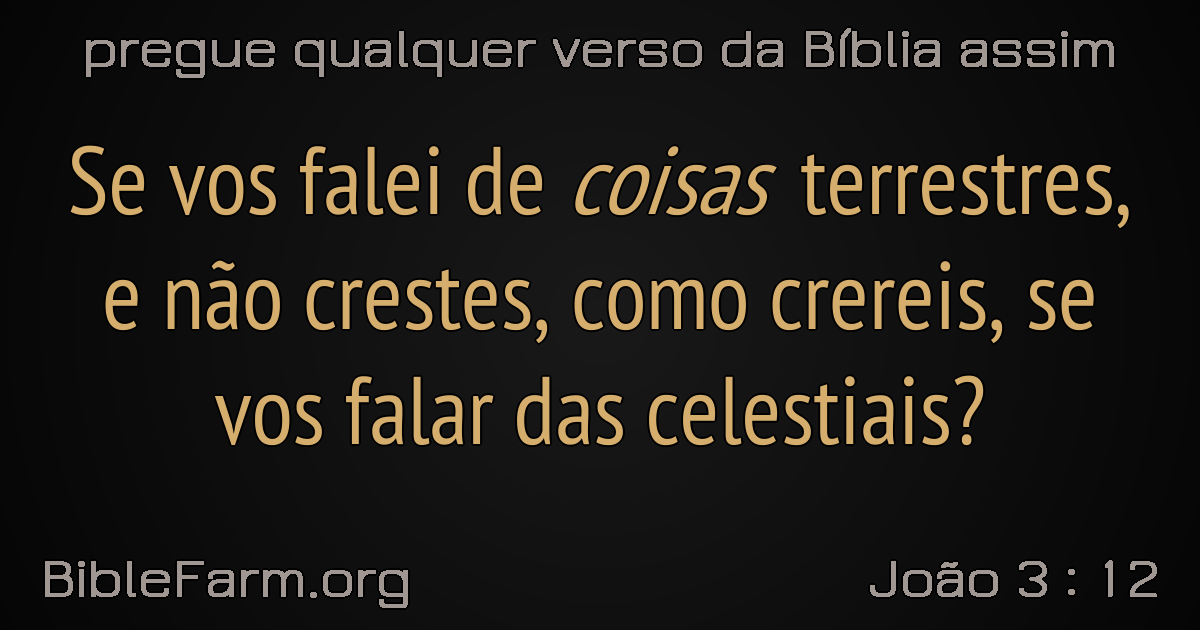 pregue qualquer verso da Bíblia assim
Se vos falei de coisas terrestres,
e não crestes, como crereis, se
vos falar das celestiais?
BibleFarm.org
João 3 : 12